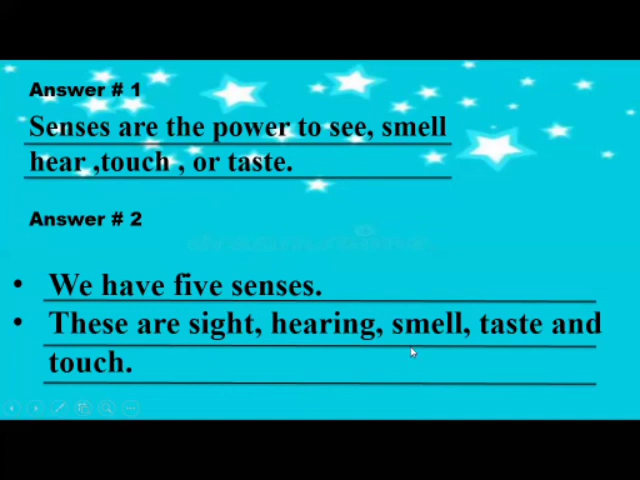 Answer # 1
Senses are the power to see, smell
hear ,touch , or taste.
Answer # 2
• We have five senses.
• These are sight, hearing, smell, taste and
touch.